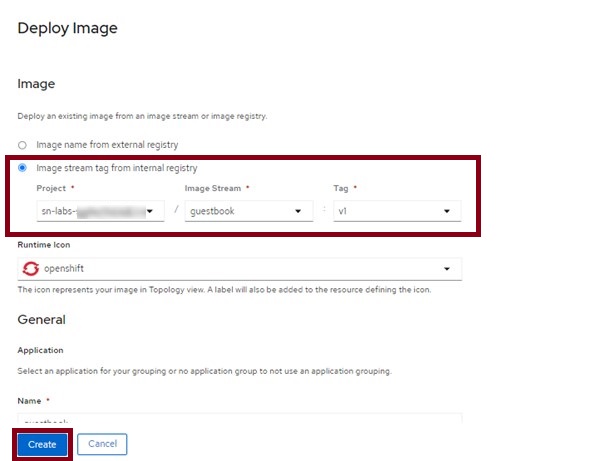 Deploy Image
Image
Deploy an existing image from an image stream or image registry.
Image name from external registry
Image stream tag from internal registry
Project * Image Stream * Tag *
sn-labs- / guestbook : v1
Runtime Icon
openshift
The icon represents your image in Topology view. A label will also be added to the resource defining the icon.
General
Application
Select an application for your grouping or no application group to not use an application grouping.
Name *
Create Cancel